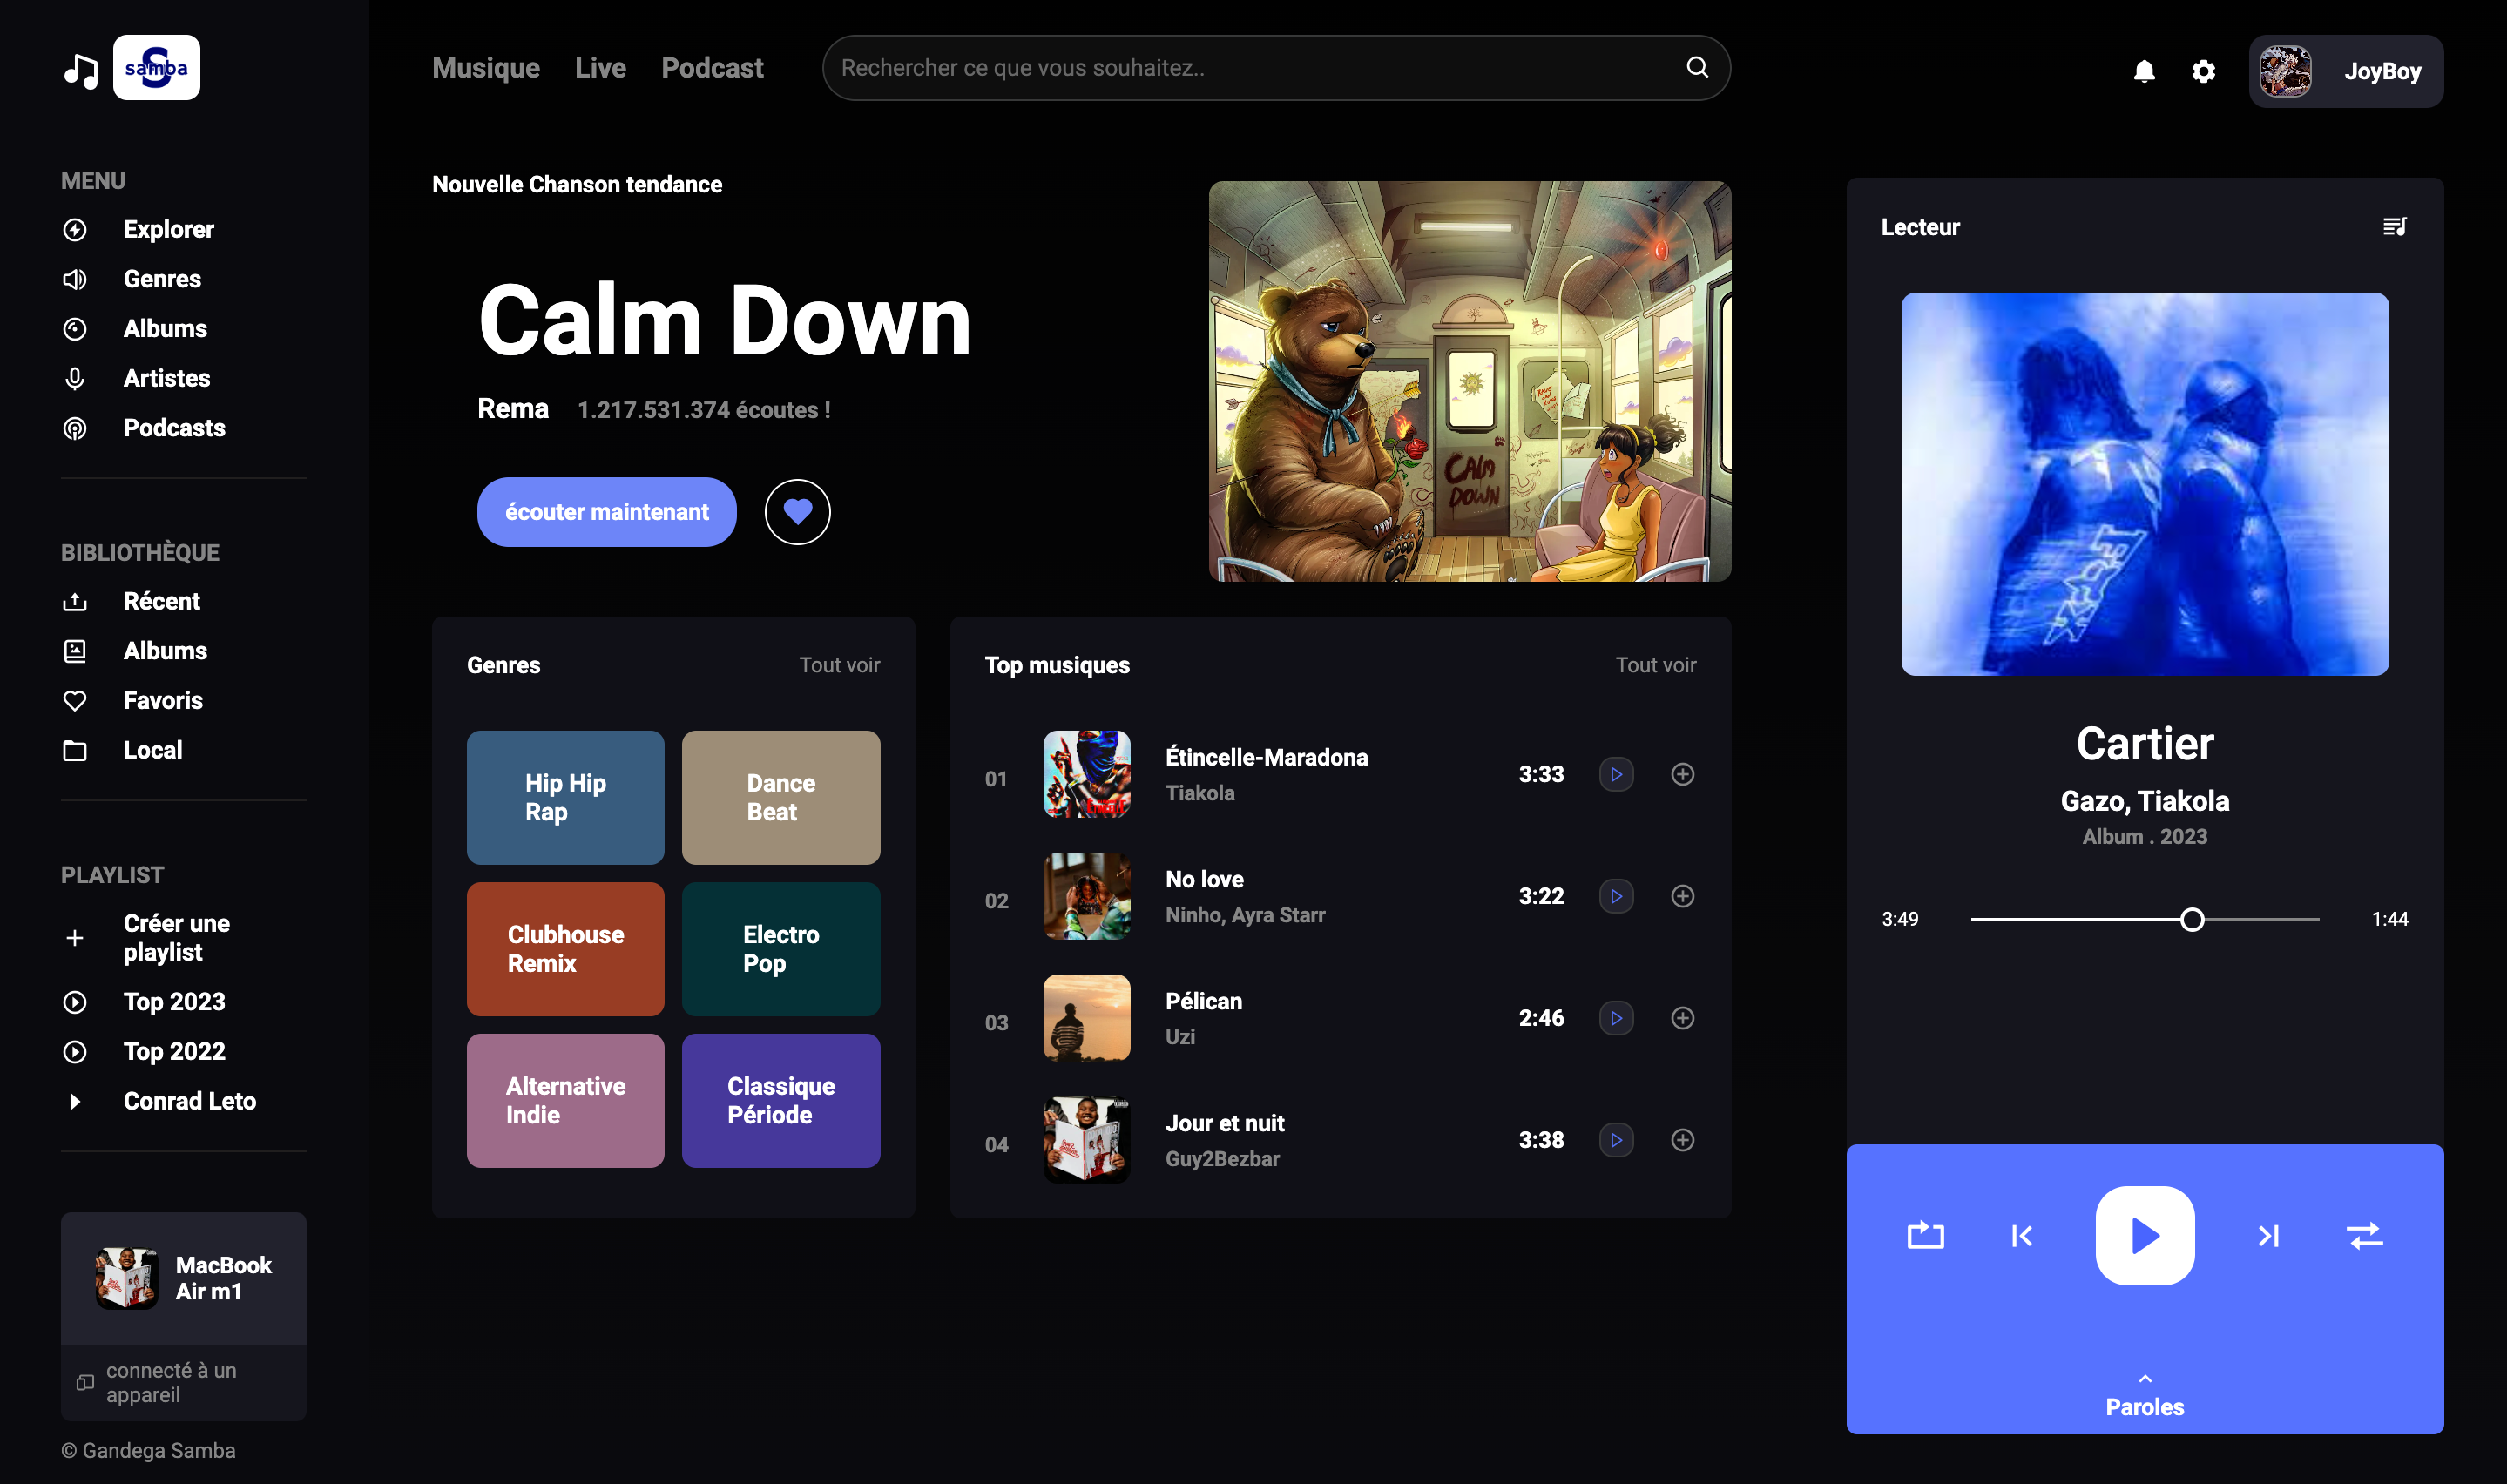 S
samba
Musique
Live
Podcast
Rechercher ce que vous souhaitez..
JoyBoy
MENU
Explorer
Genres
Albums
Artistes
Podcasts
BIBLIOTHÈQUE
Récent
Albums
Favoris
Local
PLAYLIST
Créer une
playlist
Top 2023
Top 2022
Conrad Leto
MacBook
Air m1
connecté à un
appareil
© Gandega Samba
Nouvelle Chanson tendance
Calm Down
Rema
1.217.531.374 écoutes !
écouter maintenant
CALM
DOWN
Genres
Tout voir
Hip Hip
Rap
Dance
Beat
Clubhouse
Remix
Electro
Pop
Alternative
Indie
Classique
Période
Top musiques
Tout voir
01
Étincelle-Maradona
Tiakola
3:33
02
No love
Ninho, Ayra Starr
3:22
03
Pélican
Uzi
2:46
04
Jour et nuit
Guy2Bezbar
3:38
Lecteur
Cartier
Gazo, Tiakola
Album . 2023
3:49
1:44
Paroles